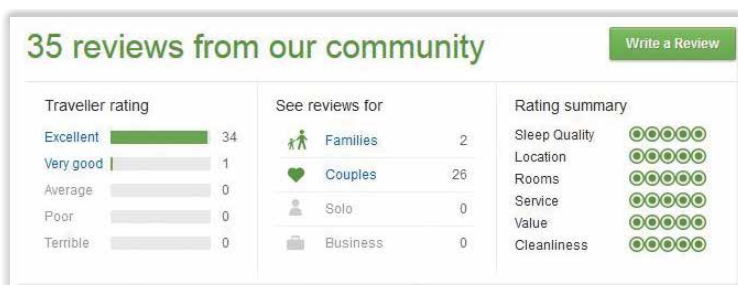 35 reviews from our community
Write a Review
Traveller rating
Excellent 34
Very good 1
Average 0
Poor 0
Terrible 0
See reviews for
Families 2
Couples 26
Solo 0
Business 0
Rating summary
Sleep Quality
Location
Rooms
Service
Value
Cleanliness